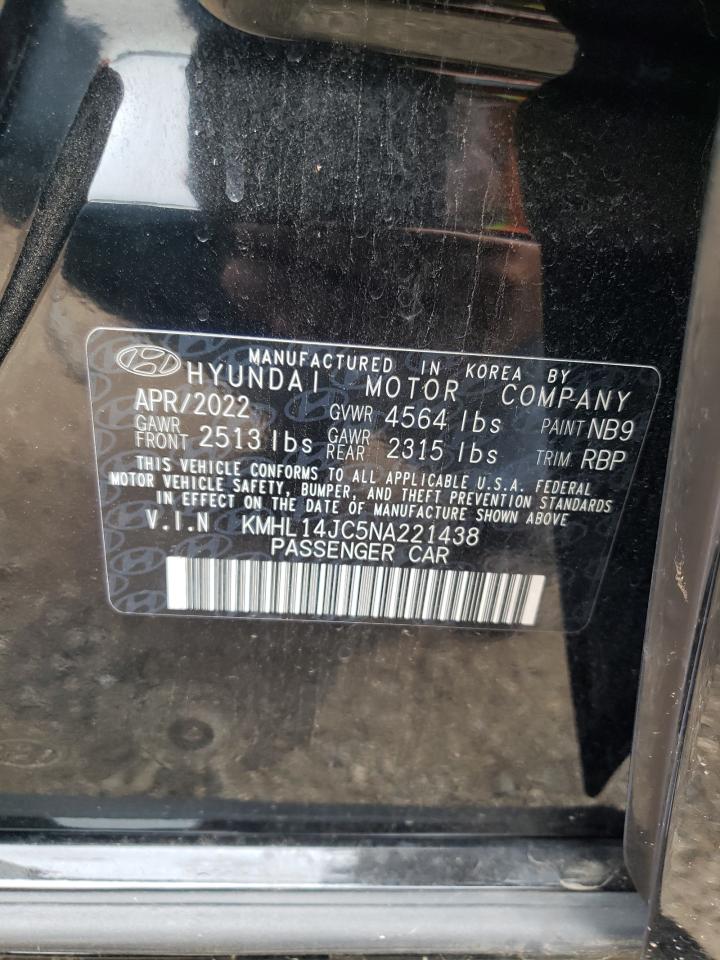 MANUFACTURED IN KOREA BY
HYUNDAI MOTOR COMPANY
APR/2022 GVWR 4564 lbs PAINT NB9
GAWR FRONT 2513 lbs GAWR REAR 2315 lbs TRIM RBP
THIS VEHICLE CONFORMS TO ALL APPLICABLE U.S.A. FEDERAL
MOTOR VEHICLE SAFETY, BUMPER, AND THEFT PREVENTION STANDARDS
IN EFFECT ON THE DATE OF MANUFACTURE SHOWN ABOVE
V.I.N KMHL14JC5NA221438
PASSENGER CAR